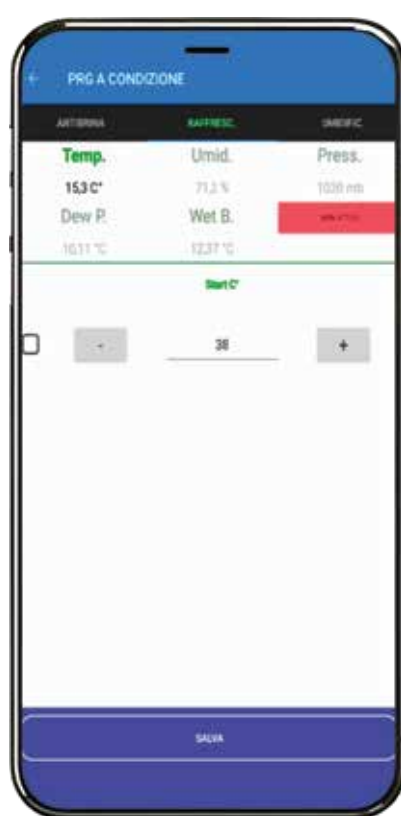 PRG A CONDIZIONE
ANTIBRINA RAFFRESC. UMIDIFIC.
Temp. Umid. Press.
15,3 C° 71,2 % 1020 mb
Dew P. Wet B.
10,11 °C 12,37 °C
Start C°
- 38 +
SALVA